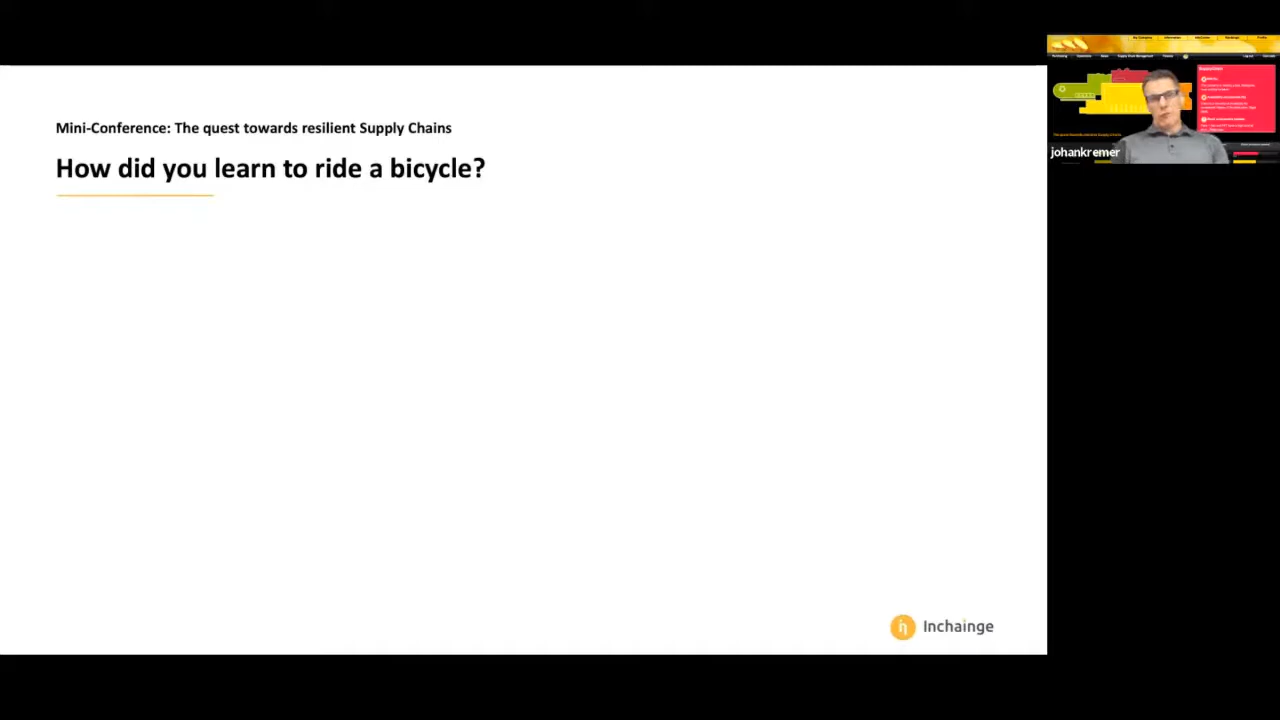 Mini-Conference: The quest towards resilient Supply Chains
How did you learn to ride a bicycle?
Inchainge
johankremer